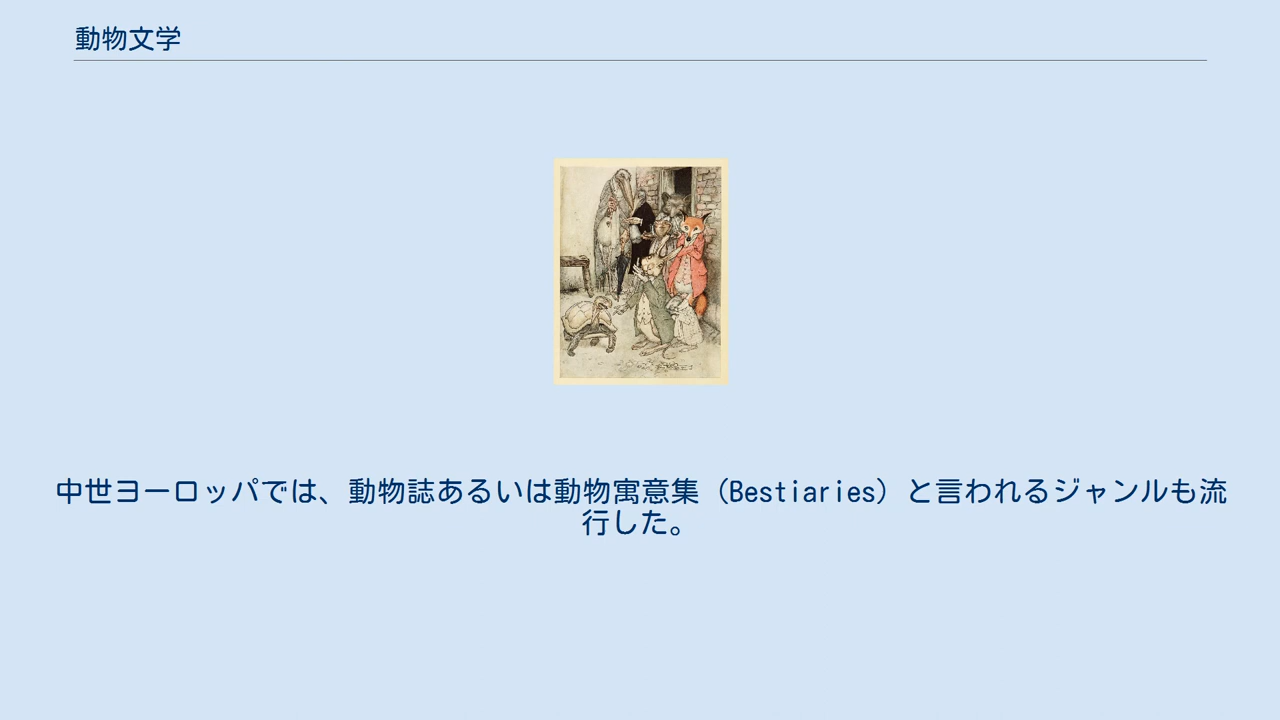 動物文学
中世ヨーロッパでは、動物誌あるいは動物寓意集（Bestiaries）と言われるジャンルも流
行した。